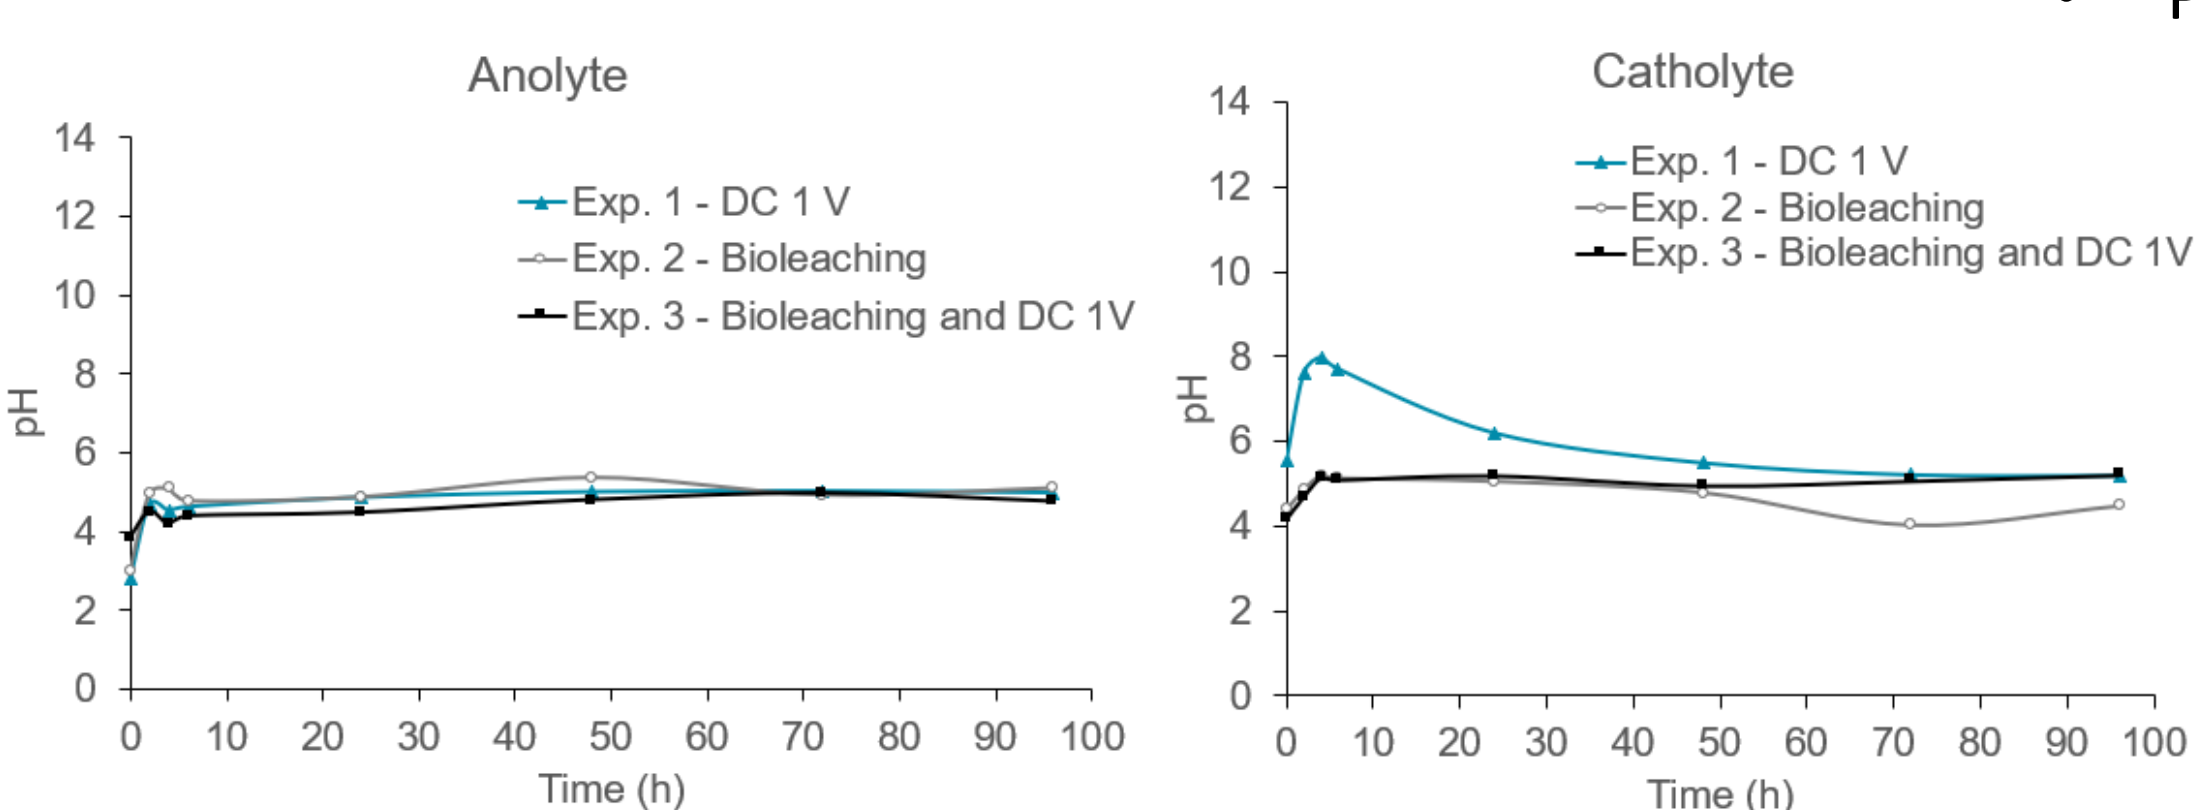 Anolyte
14
12
10
8
6
4
2
0
pH
Exp. 1 - DC 1 V
Exp. 2 - Bioleaching
Exp. 3 - Bioleaching and DC 1V
0 10 20 30 40 50 60 70 80 90 100
Time (h)
Catholyte
14
12
10
8
6
4
2
0
pH
Exp. 1 - DC 1 V
Exp. 2 - Bioleaching
Exp. 3 - Bioleaching and DC 1V
0 10 20 30 40 50 60 70 80 90 100
Time (h)